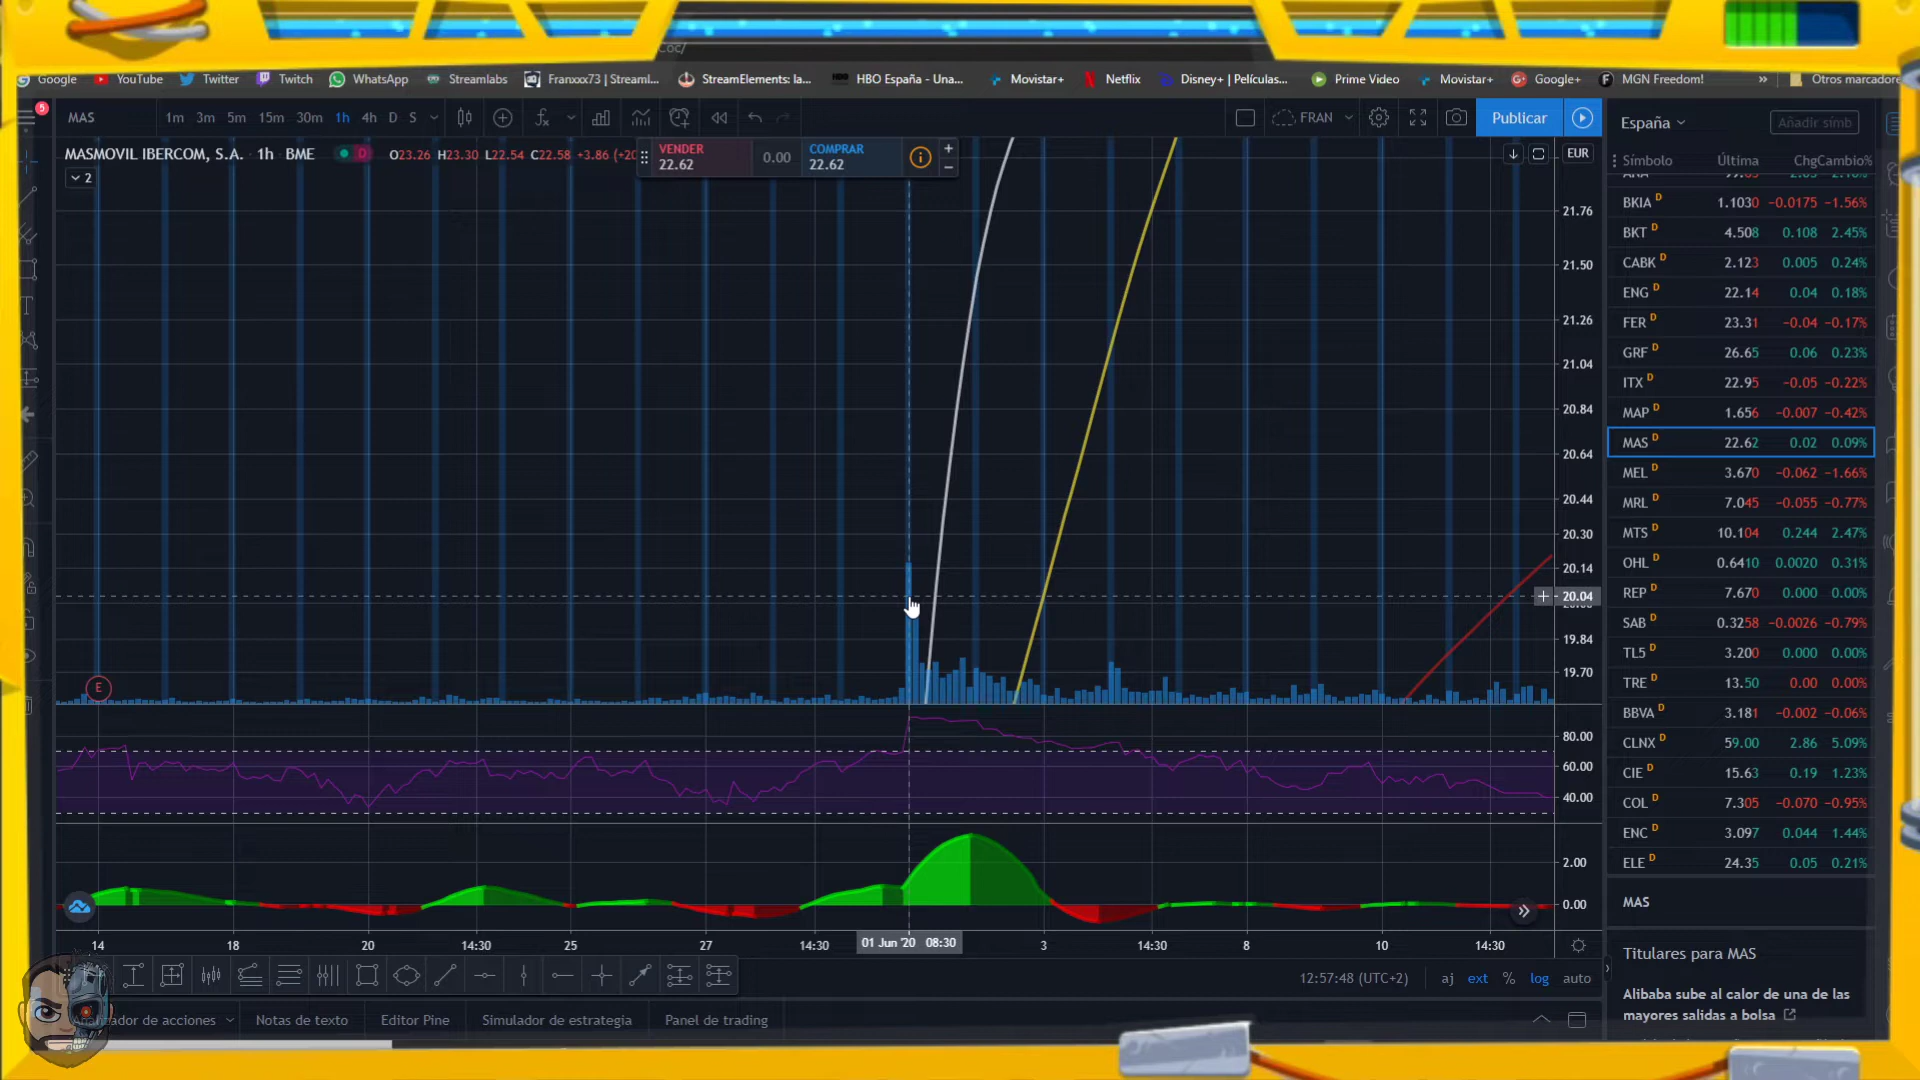 Coc/
Google YouTube Twitter Twitch WhatsApp Streamlabs Franxxx73 | Streaml... StreamElements: la... HBO España - Una... Movistar+ Netflix Disney+ | Películas... Prime Video Movistar+ Google+ MGN Freedom! » Otros marcadore
5
MAS 1m 3m 5m 15m 30m 1h 4h D S FRAN Publicar
España Añadir símb
MASMOVIL IBERCOM, S.A. · 1h BME D O23.26 H23.30 L22.54 C22.58 +3.86 (+20
VENDER 22.62 0.00 COMPRAR 22.62
EUR
2
Símbolo Última Chg Cambio%
BKIA D 1.1030 −0.0175 −1.56%
BKT D 4.508 0.108 2.45%
CABK D 2.123 0.005 0.24%
ENG D 22.14 0.04 0.18%
FER D 23.31 −0.04 −0.17%
GRF D 26.65 0.06 0.23%
ITX D 22.95 −0.05 −0.22%
MAP D 1.656 −0.007 −0.42%
MAS D 22.62 0.02 0.09%
MEL D 3.670 −0.062 −1.66%
MRL D 7.045 −0.055 −0.77%
MTS D 10.104 0.244 2.47%
OHL D 0.6410 0.0020 0.31%
REP D 7.670 0.000 0.00%
SAB D 0.3258 −0.0026 −0.79%
TL5 D 3.200 0.000 0.00%
TRE D 13.50 0.00 0.00%
BBVA D 3.181 −0.002 −0.06%
CLNX D 59.00 2.86 5.09%
CIE D 15.63 0.19 1.23%
COL D 7.305 −0.070 −0.95%
ENC D 3.097 0.044 1.44%
ELE D 24.35 0.05 0.21%
21.76
21.50
21.26
21.04
20.84
20.64
20.44
20.30
20.14
20.04
19.84
19.70
E
80.00
60.00
40.00
2.00
0.00
14 18 20 14:30 25 27 14:30 01 Jun '20 08:30 3 14:30 8 10 14:30
12:57:48 (UTC+2) aj ext % log auto
de acciones Notas de texto Editor Pine Simulador de estrategia Panel de trading
MAS
Titulares para MAS
Alibaba sube al calor de una de las
mayores salidas a bolsa